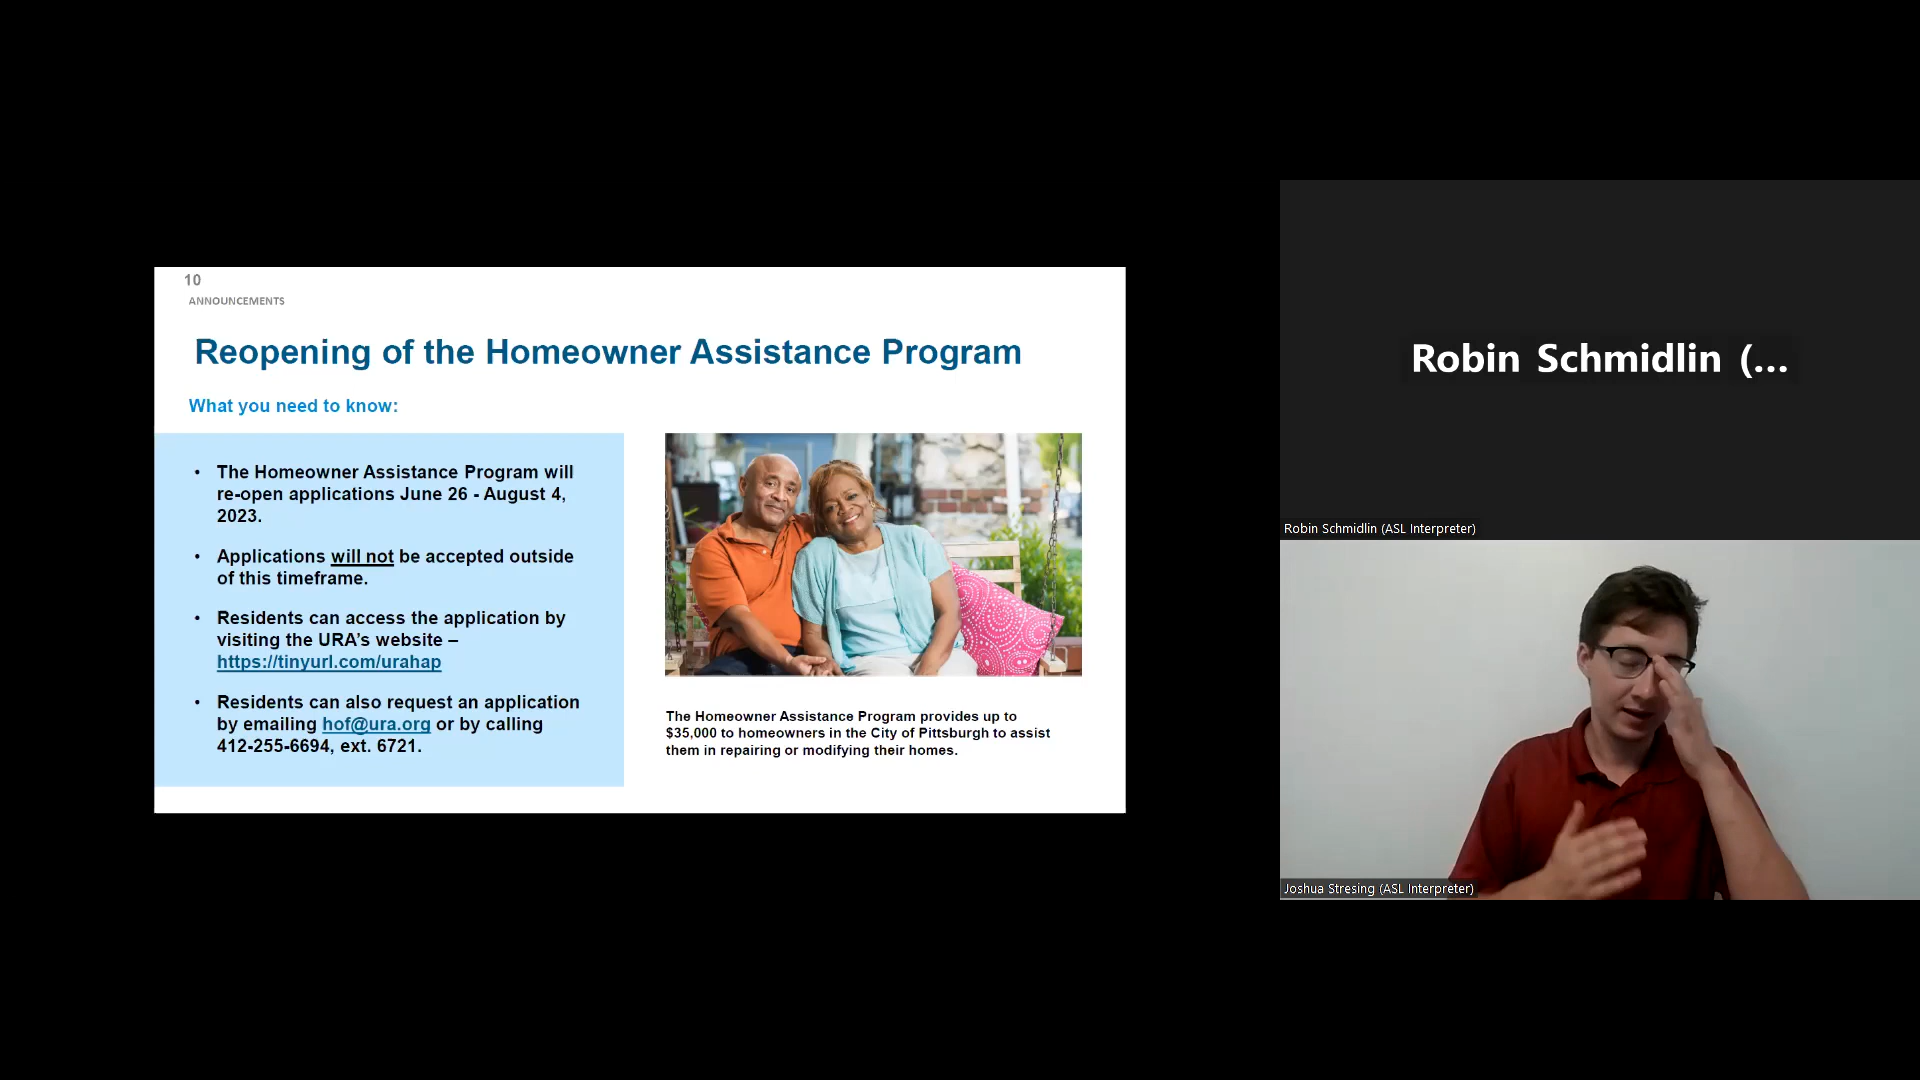 10
ANNOUNCEMENTS
Reopening of the Homeowner Assistance Program
What you need to know:
• The Homeowner Assistance Program will
re-open applications June 26 - August 4,
2023.
• Applications will not be accepted outside
of this timeframe.
• Residents can access the application by
visiting the URA’s website –
https://tinyurl.com/urahap
• Residents can also request an application
by emailing hof@ura.org or by calling
412-255-6694, ext. 6721.
The Homeowner Assistance Program provides up to
$35,000 to homeowners in the City of Pittsburgh to assist
them in repairing or modifying their homes.
Robin Schmidlin (...
Robin Schmidlin (ASL Interpreter)
Joshua Stresing (ASL Interpreter)